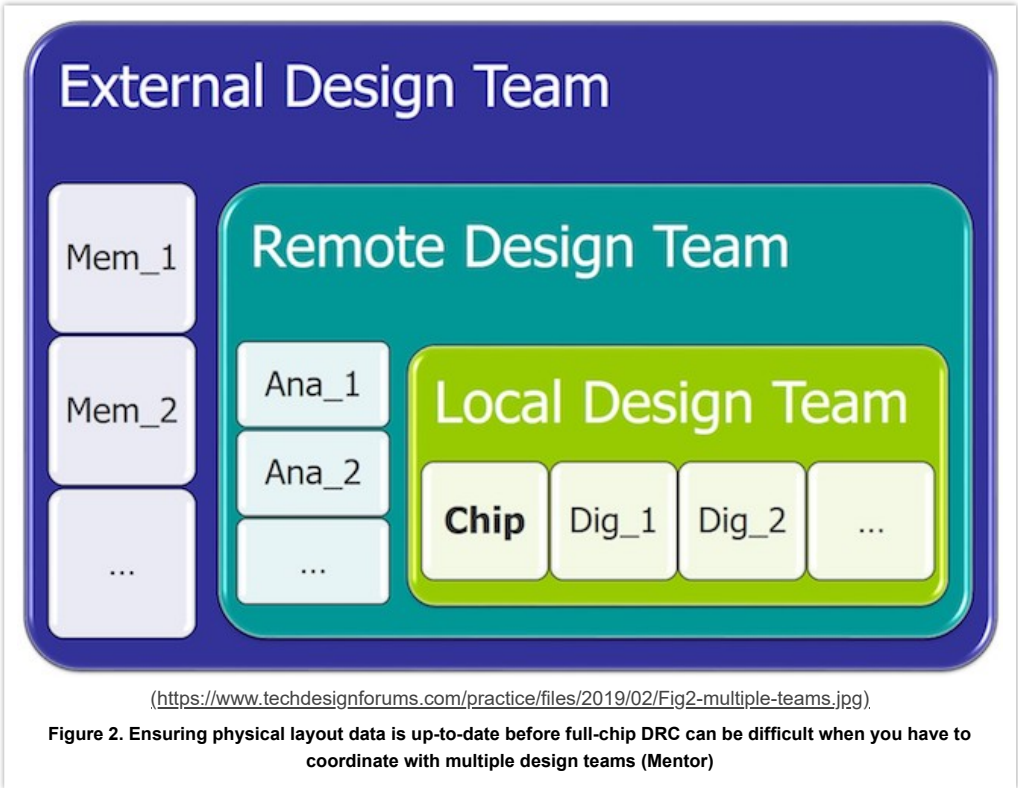 External Design Team
Mem_1
Mem_2
...
Remote Design Team
Ana_1
Ana_2
...
Local Design Team
Chip
Dig_1
Dig_2
...
(https://www.techdesignforums.com/practice/files/2019/02/Fig2-multiple-teams.jpg)
Figure 2. Ensuring physical layout data is up-to-date before full-chip DRC can be difficult when you have to
coordinate with multiple design teams (Mentor)